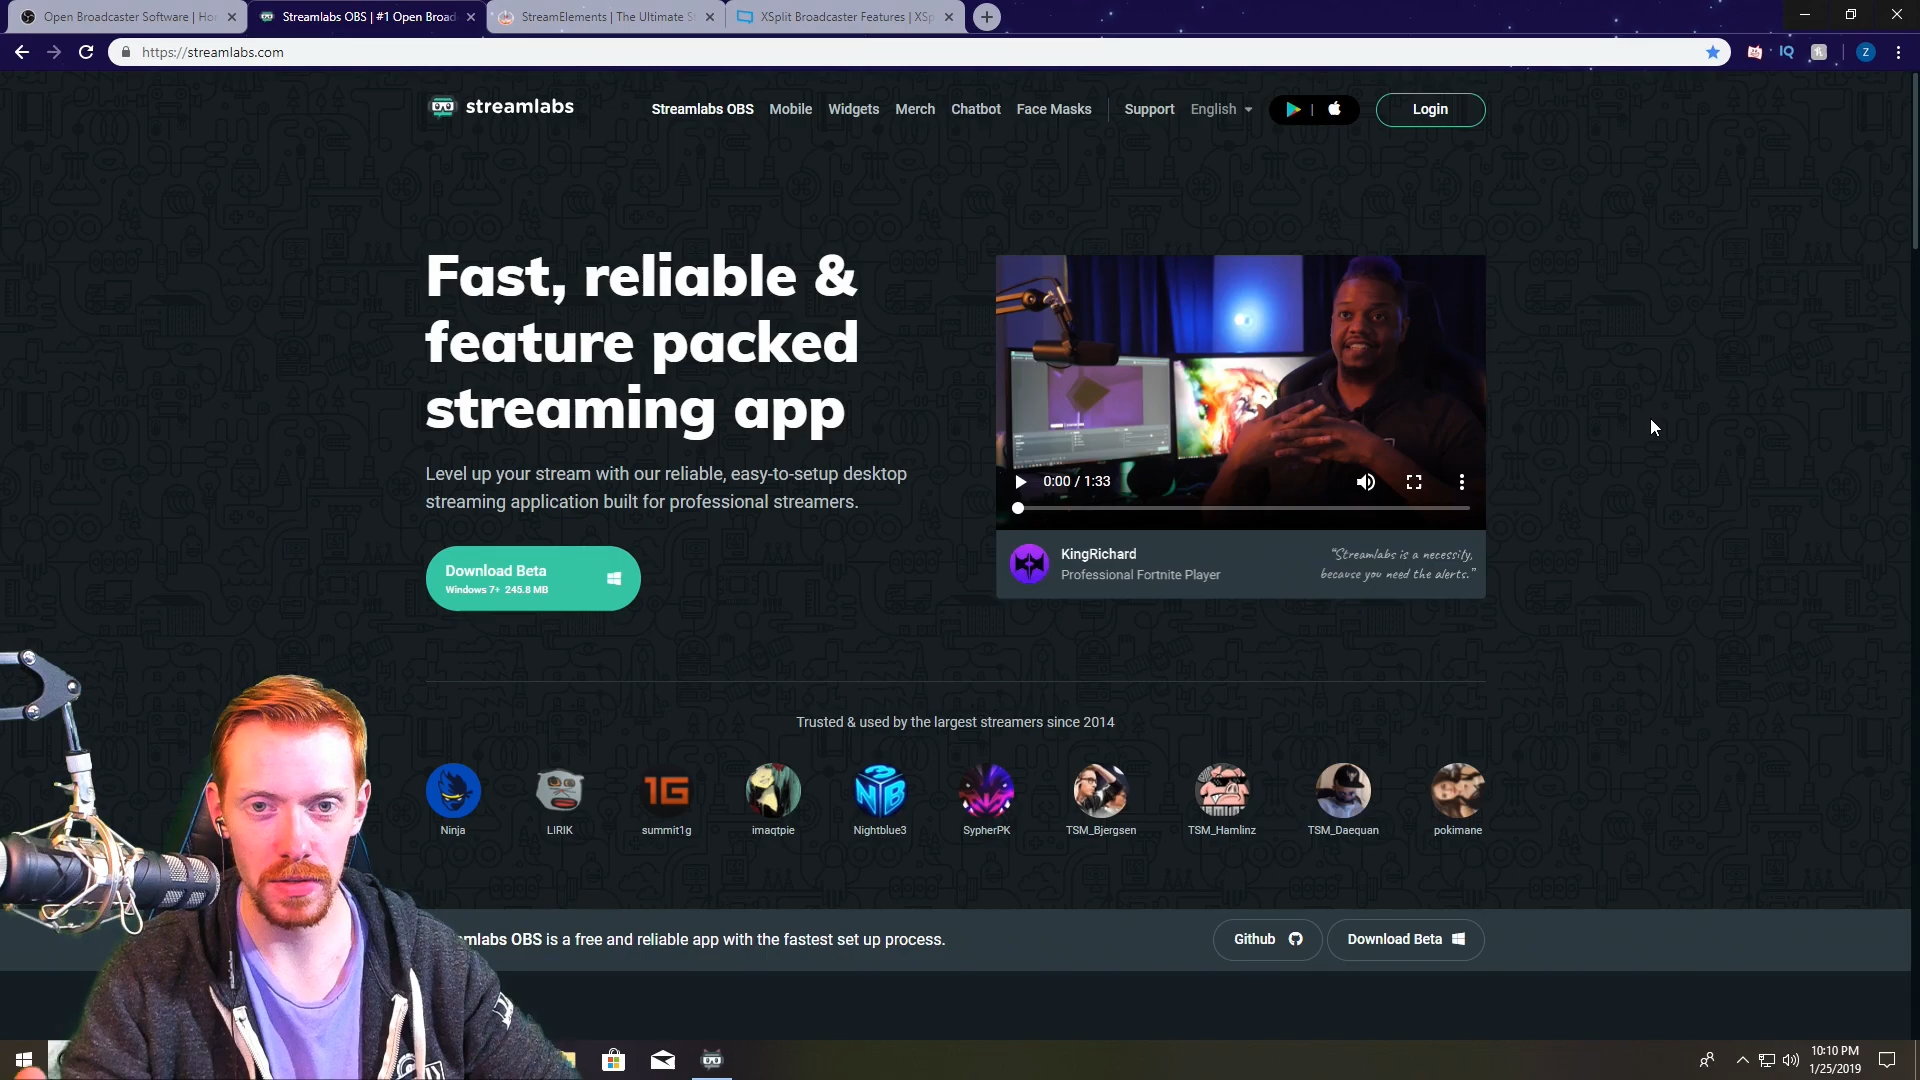 Open Broadcaster Software | Ho
Streamlabs OBS | #1 Open Broad
StreamElements | The Ultimate S
XSplit Broadcaster Features | XSp
https://streamlabs.com
IQ
Z
streamlabs
Streamlabs OBS
Mobile
Widgets
Merch
Chatbot
Face Masks
Support
English
Login
Fast, reliable &
feature packed
streaming app
Level up your stream with our reliable, easy-to-setup desktop
streaming application built for professional streamers.
Download Beta
Windows 7+ 245.8 MB
0:00 / 1:33
KingRichard
Professional Fortnite Player
"Streamlabs is a necessity,
because you need the alerts."
Trusted & used by the largest streamers since 2014
1G
3
NB
Ninja
LIRIK
summit1g
imaqtpie
Nightblue3
SypherPK
TSM_Bjergsen
TSM_Hamlinz
TSM_Daequan
pokimane
mlabs OBS is a free and reliable app with the fastest set up process.
Github
Download Beta
10:10 PM
1/25/2019